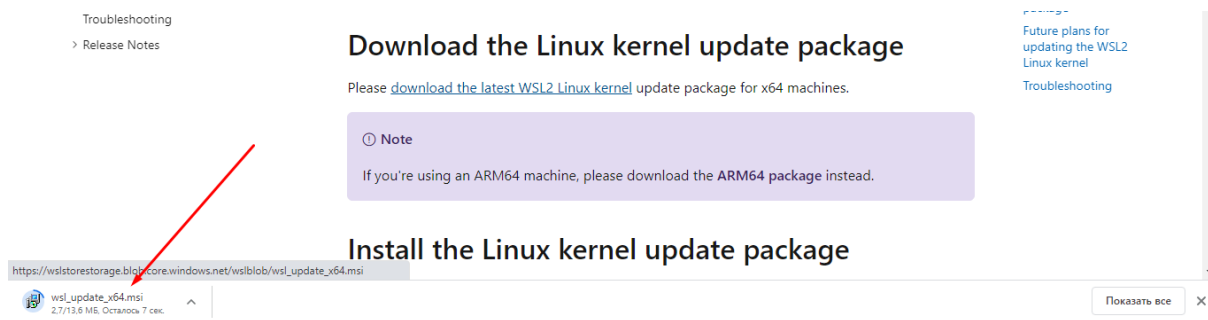 Troubleshooting
Release Notes
Download the Linux kernel update package
Please download the latest WSL2 Linux kernel update package for x64 machines.
Note
If you're using an ARM64 machine, please download the ARM64 package instead.
Install the Linux kernel update package
package
Future plans for
updating the WSL2
Linux kernel
Troubleshooting
https://wslstorestorage.blob.core.windows.net/wslblob/wsl_update_x64.msi
wsl_update_x64.msi
2,7/13,6 МБ, Осталось 7 сек.
Показать все